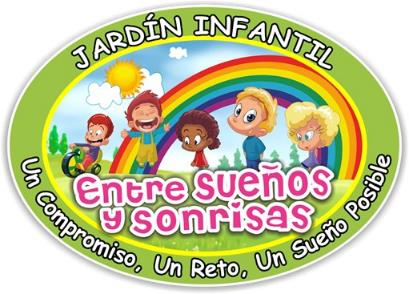 JARDÍN INFANTIL
Entre sueños
y sonrisas
Un Compromiso, Un Reto, Un Sueño Posible